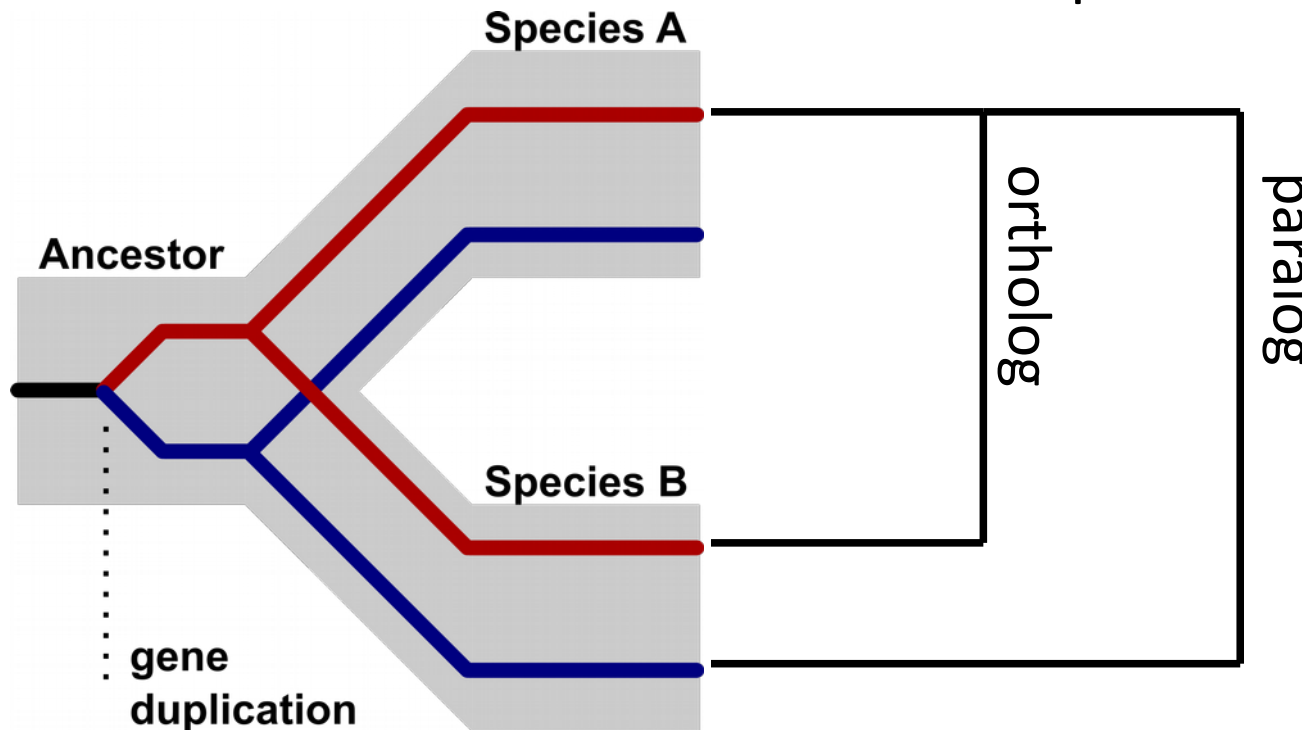 Species A
Ancestor
ortholog
paralog
Species B
gene
duplication